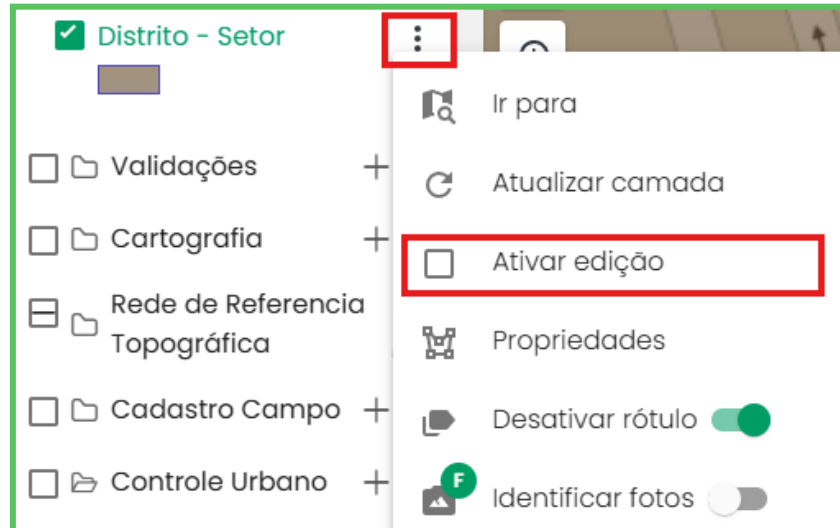 Distrito - Setor
Validações
Cartografia
Rede de Referencia
Topográfica
Cadastro Campo
Controle Urbano
Ir para
Atualizar camada
Ativar edição
Propriedades
Desativar rótulo
F
Identificar fotos